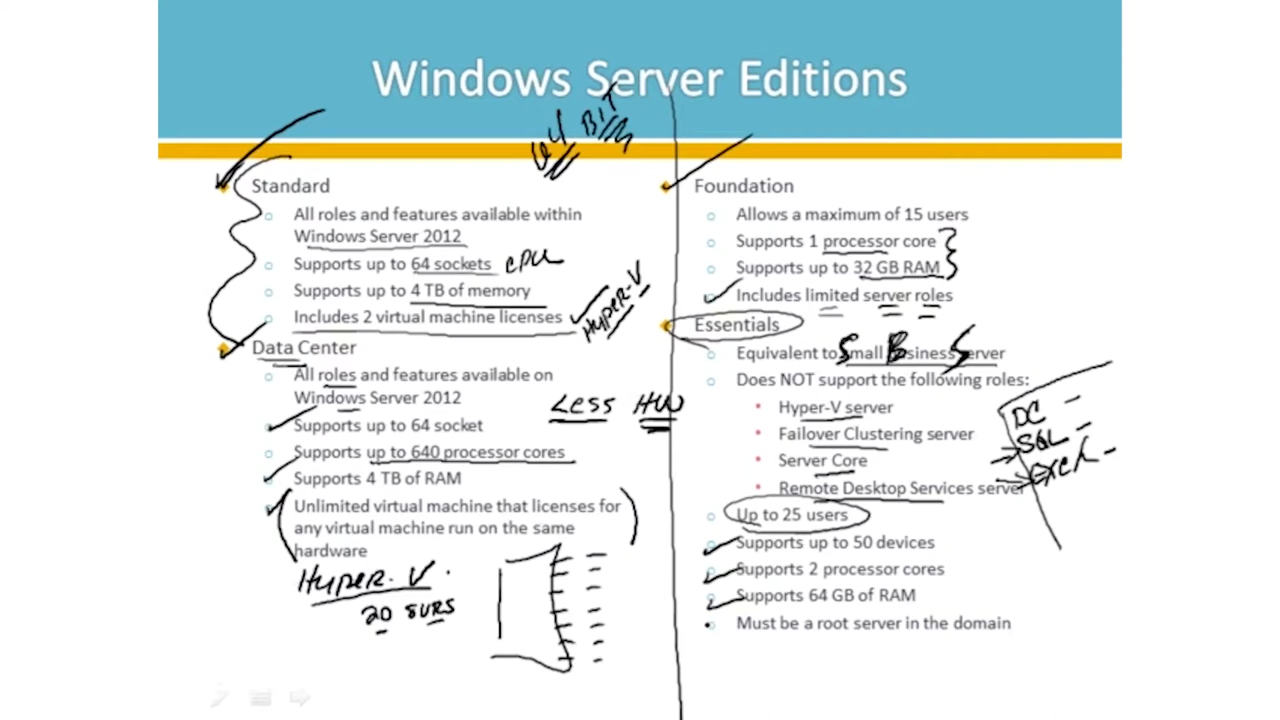 Windows Server Editions
64 BIT
Standard
All roles and features available within
Windows Server 2012
Supports up to 64 sockets CPU
Supports up to 4 TB of memory
Includes 2 virtual machine licenses
Hyper-V
Data Center
All roles and features available on
Windows Server 2012
Supports up to 64 socket
Supports up to 640 processor cores
Supports 4 TB of RAM
Unlimited virtual machine that licenses for
any virtual machine run on the same
hardware
Hyper-V
20 SVRS
Less HW
Foundation
Allows a maximum of 15 users
Supports 1 processor core
Supports up to 32 GB RAM
Includes limited server roles
Essentials
S B S
Equivalent to small business server
Does NOT support the following roles:
Hyper-V server
Failover Clustering server
Server Core
Remote Desktop Services server
DC
SQL
Exch
Up to 25 users
Supports up to 50 devices
Supports 2 processor cores
Supports 64 GB of RAM
Must be a root server in the domain